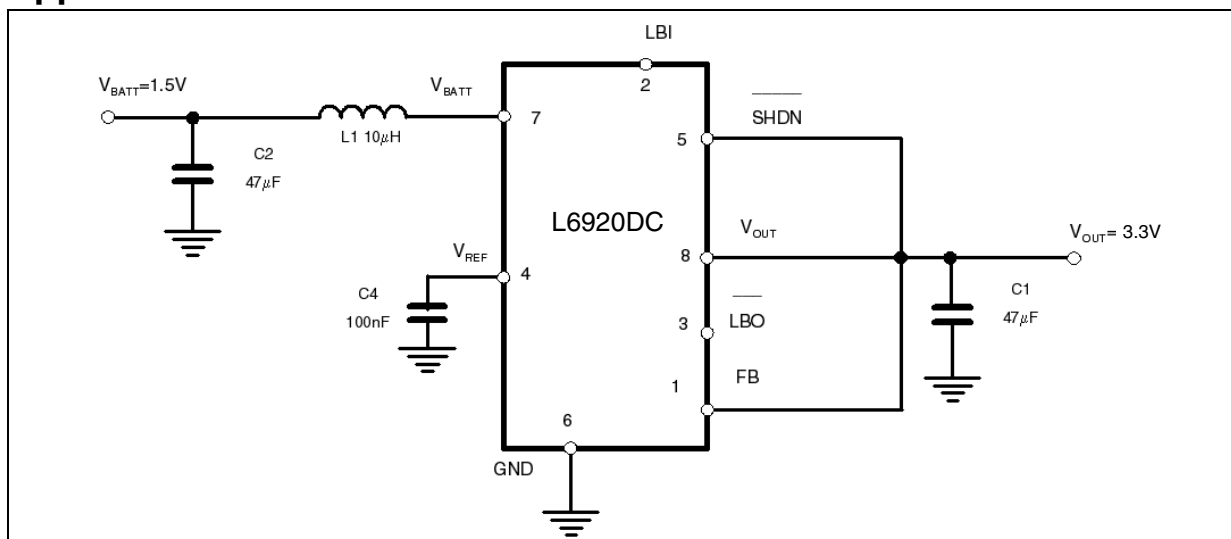 LBI
2
V_BATT=1.5V
V_BATT
7
L1 10μH
C2
47μF
SHDN
5
L6920DC
V_OUT
8
V_OUT= 3.3V
V_REF
4
C4
100nF
LBO
3
C1
47μF
FB
1
6
GND